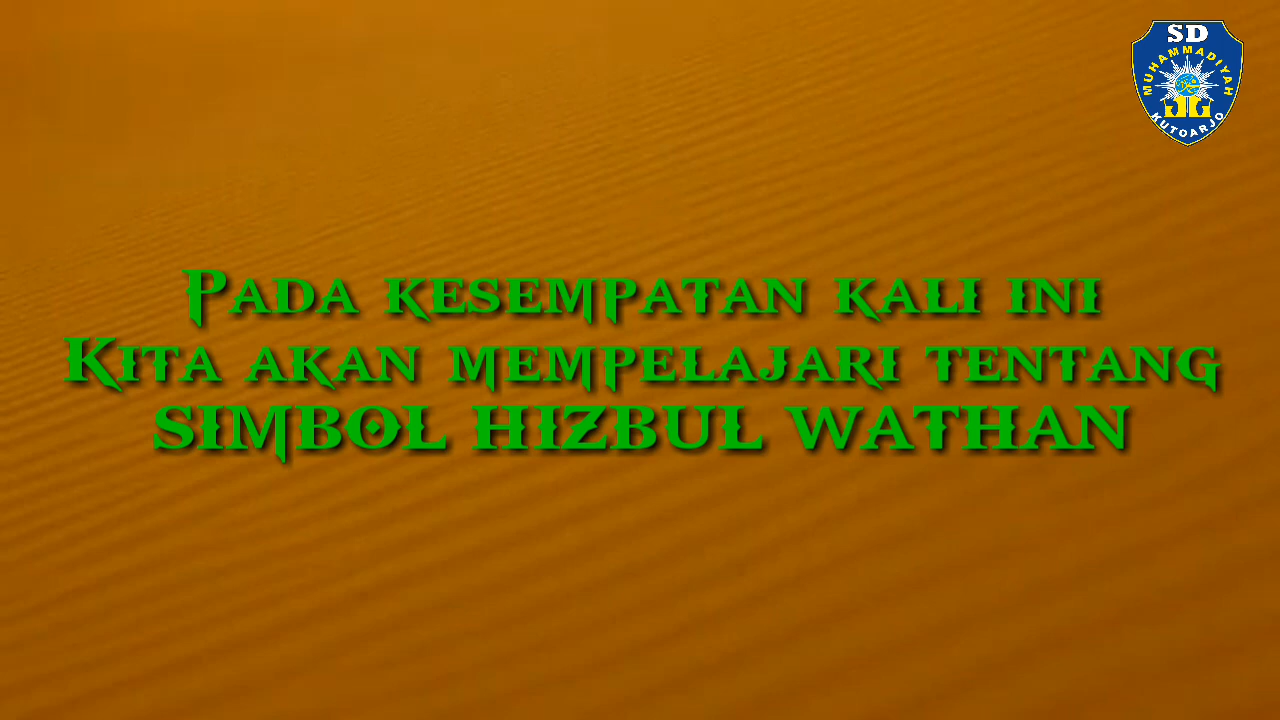 SD
MUHAMMADIYAH
KUTOARJO
Pada kesempatan kali ini
Kita akan mempelajari tentang
SIMBOL HIZBUL WATHAN